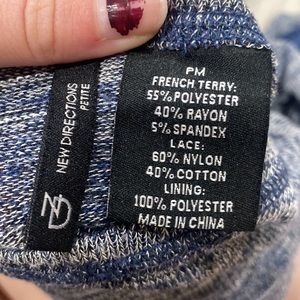 NEW DIRECTIONS
PETITE
ND
PM
FRENCH TERRY:
55% POLYESTER
40% RAYON
5% SPANDEX
LACE:
60% NYLON
40% COTTON
LINING:
100% POLYESTER
MADE IN CHINA